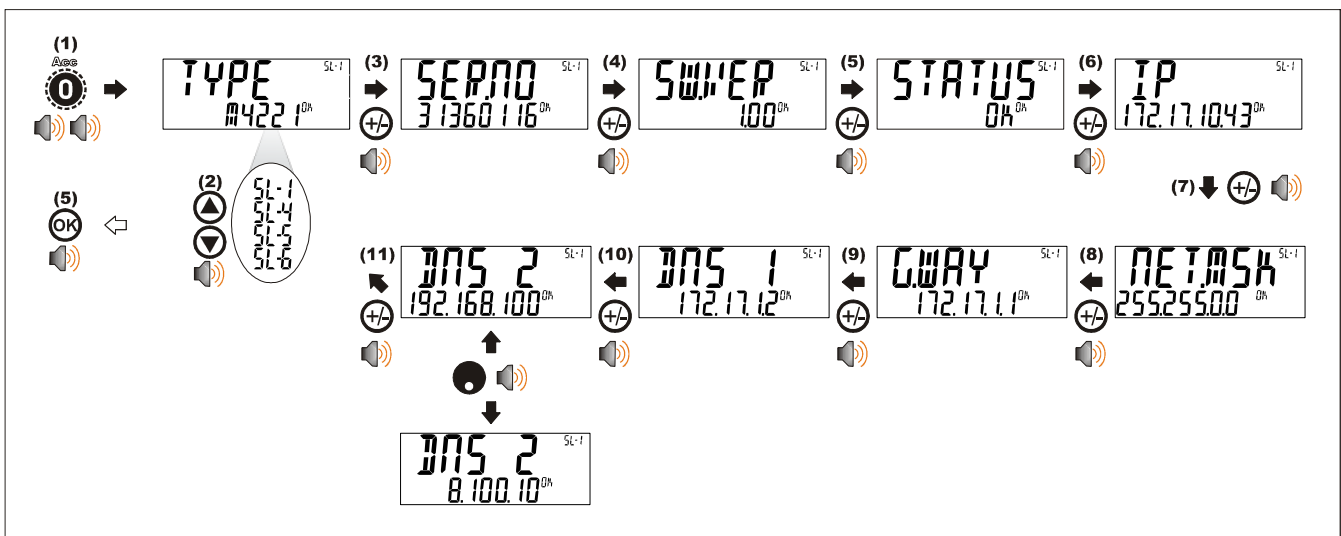 (1)
Acc
0
TYPE SL-1
M4221 OK
(3)
+/-
SER.NO SL-1
31360116 OK
(4)
+/-
SW.VER SL-1
1.00 OK
(5)
+/-
STATUS SL-1
OK OK
(6)
+/-
IP SL-1
172.17.10.43 OK
(7)
+/-
(5)
OK
(2)
SL-1
SL-4
SL-5
SL-6
(11)
+/-
DNS 2 SL-1
192.168.100 OK
(10)
+/-
DNS 1 SL-1
172.17.1.2 OK
(9)
+/-
G.WAY SL-1
172.17.1.1 OK
(8)
+/-
NET.MSK SL-1
255.255.0.0 OK
DNS 2 SL-1
8.100.10 OK